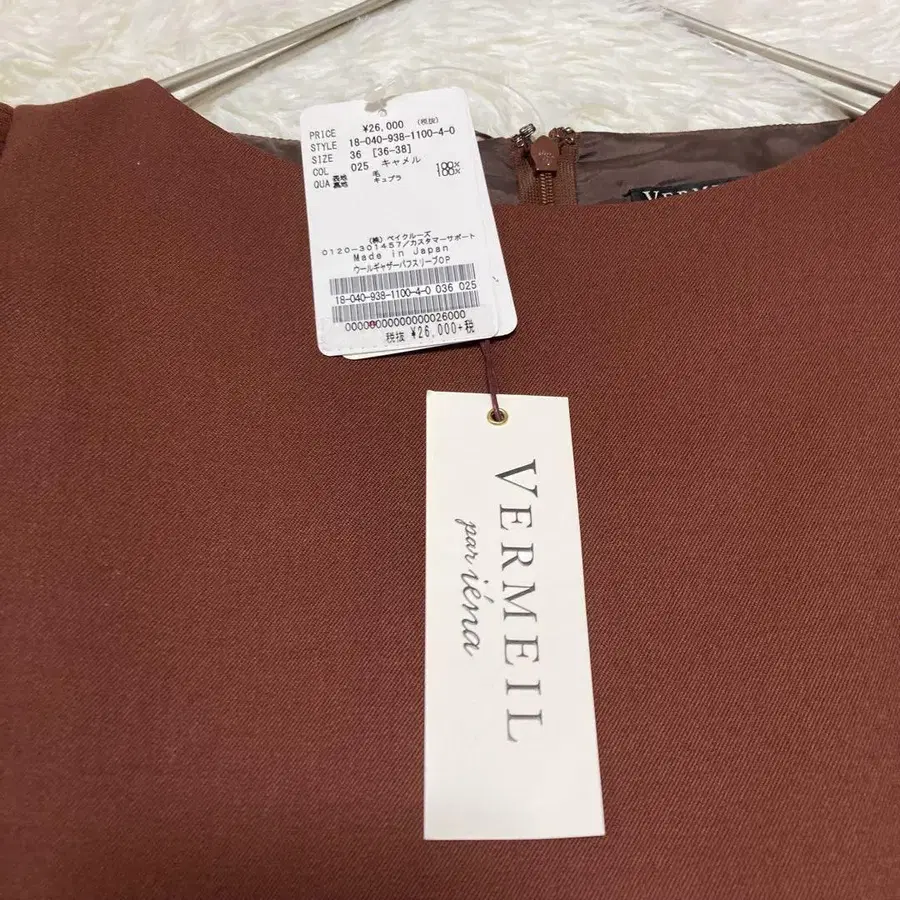 PRICE ¥26,000 (税抜)
STYLE 18-040-938-1100-4-0
SIZE 36 [36-38]
COL 025 キャメル
QUA 表地 毛 100%
裏地 キュプラ 100%
(株)ベイクルーズ
0120-301457/カスタマーサポート
Made in Japan
ウールギャザーパフスリーブOP
18-040-938-1100-4-0 036 025
税抜 ¥26,000+税
VERMEIL
par iéna